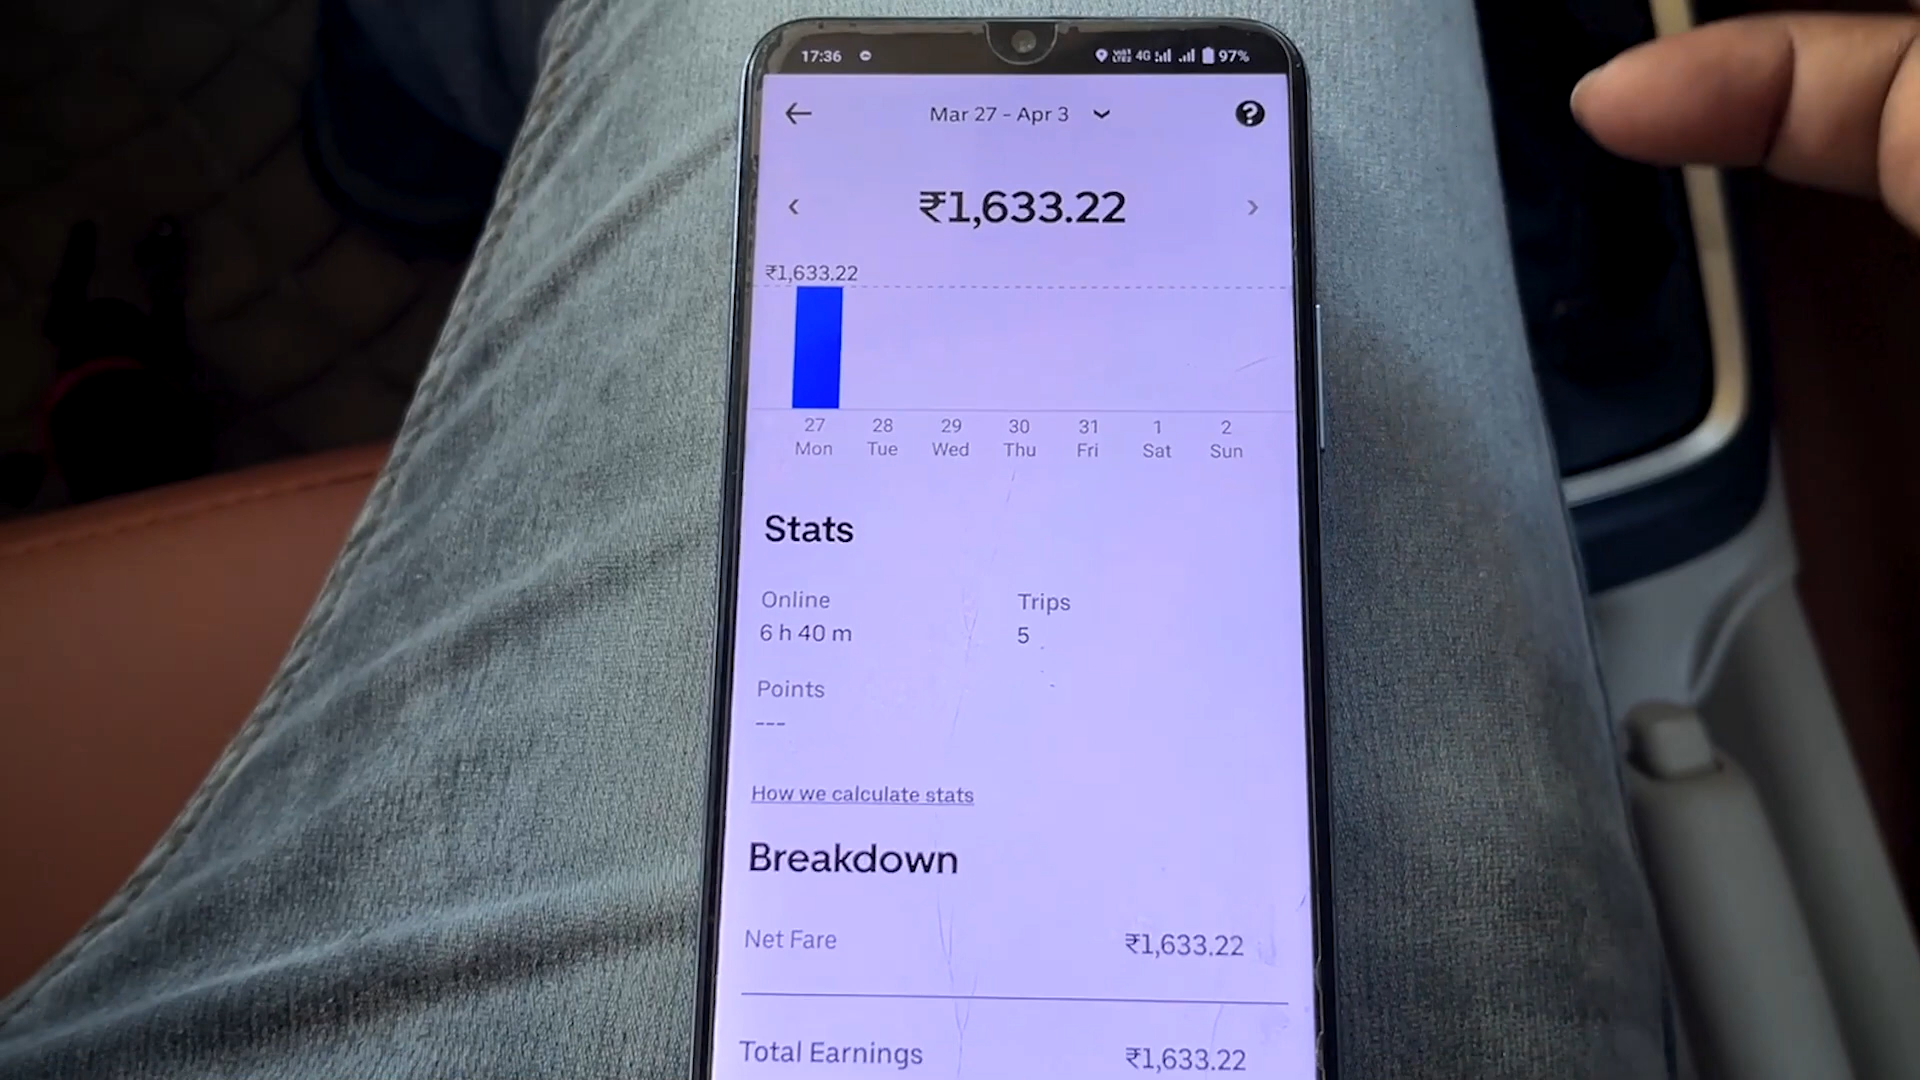 17:36 4G 97%
Mar 27 - Apr 3
₹1,633.22
₹1,633.22
27 28 29 30 31 1 2
Mon Tue Wed Thu Fri Sat Sun
Stats
Online Trips
6 h 40 m 5
Points
---
How we calculate stats
Breakdown
Net Fare ₹1,633.22
Total Earnings ₹1,633.22